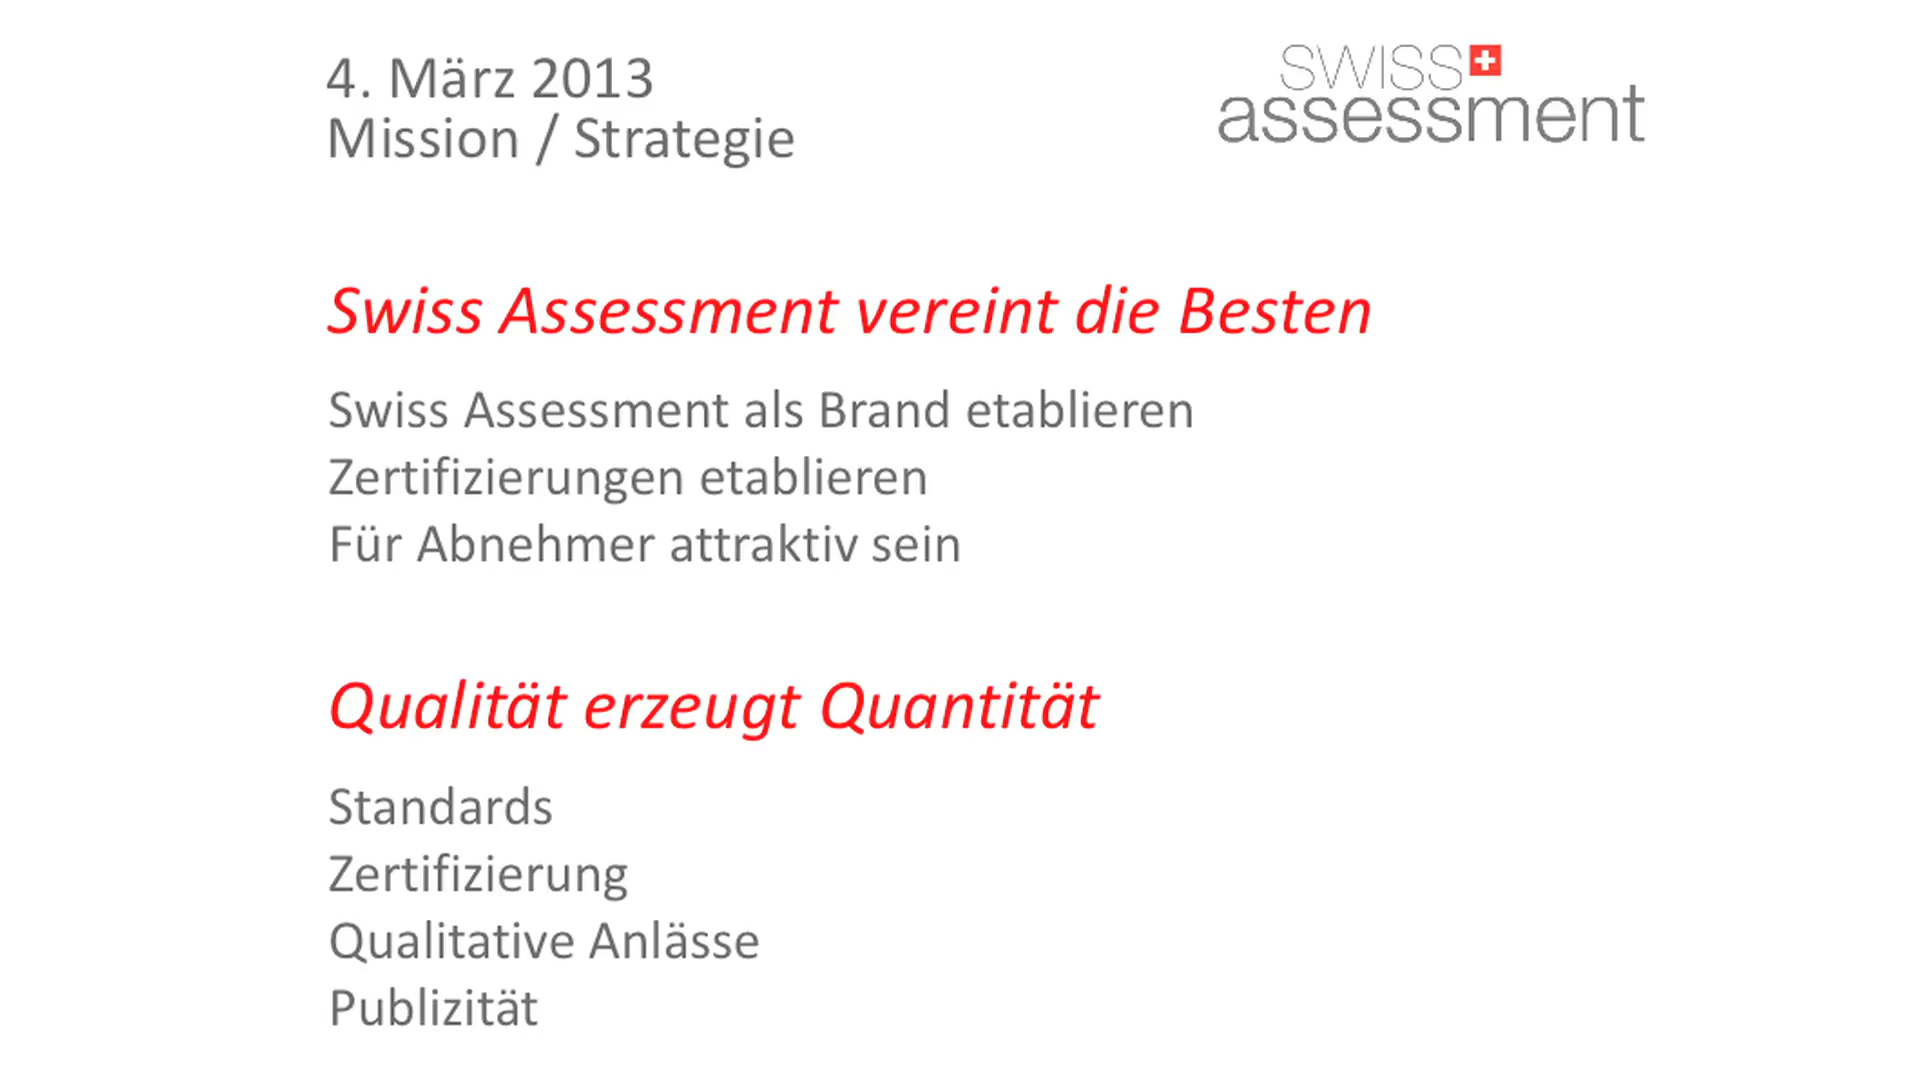 4. März 2013
Mission / Strategie
SWISS
assessment
Swiss Assessment vereint die Besten
Swiss Assessment als Brand etablieren
Zertifizierungen etablieren
Für Abnehmer attraktiv sein
Qualität erzeugt Quantität
Standards
Zertifizierung
Qualitative Anlässe
Publizität